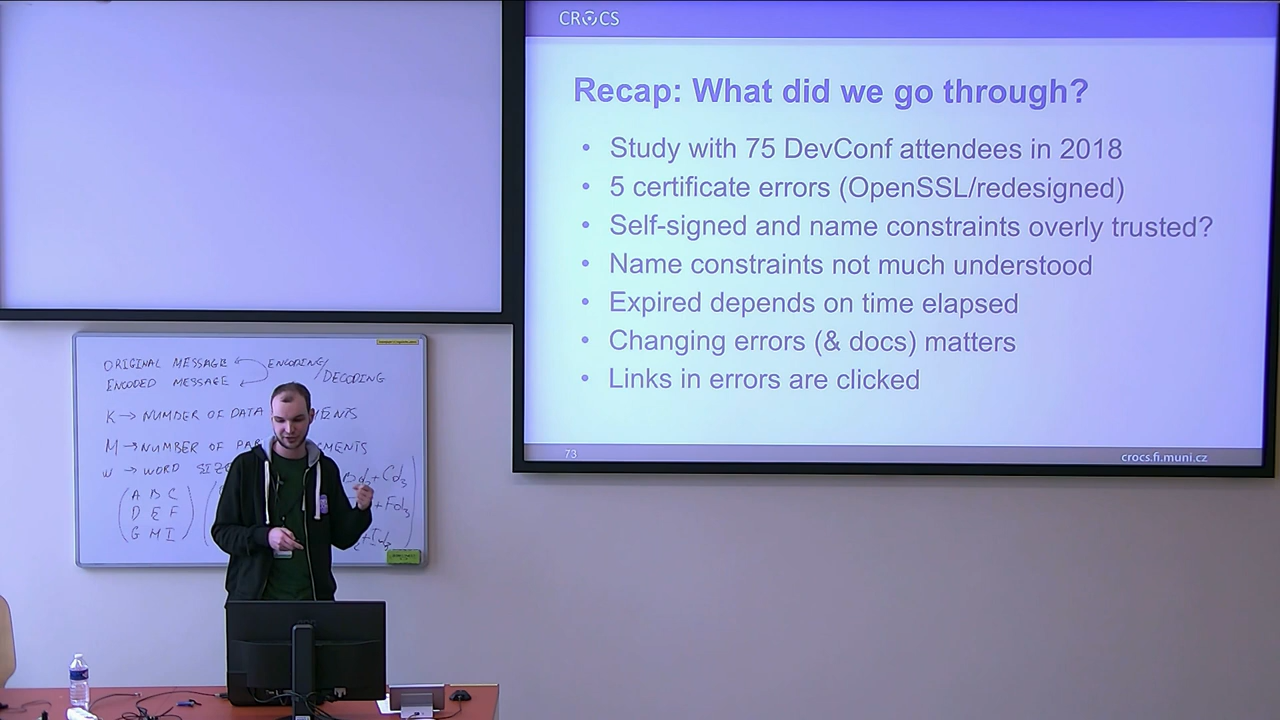 CROCS
Recap: What did we go through?
• Study with 75 DevConf attendees in 2018
• 5 certificate errors (OpenSSL/redesigned)
• Self-signed and name constraints overly trusted?
• Name constraints not much understood
• Expired depends on time elapsed
• Changing errors (& docs) matters
• Links in errors are clicked
73
crocs.fi.muni.cz
ORIGINAL MESSAGE
ENCODING/
ENCODED MESSAGE
/DECODING
K → NUMBER OF DATA
M → NUMBER OF
W → WORD
A B C
D E F
G H I
+ Cd3
+ Fd3